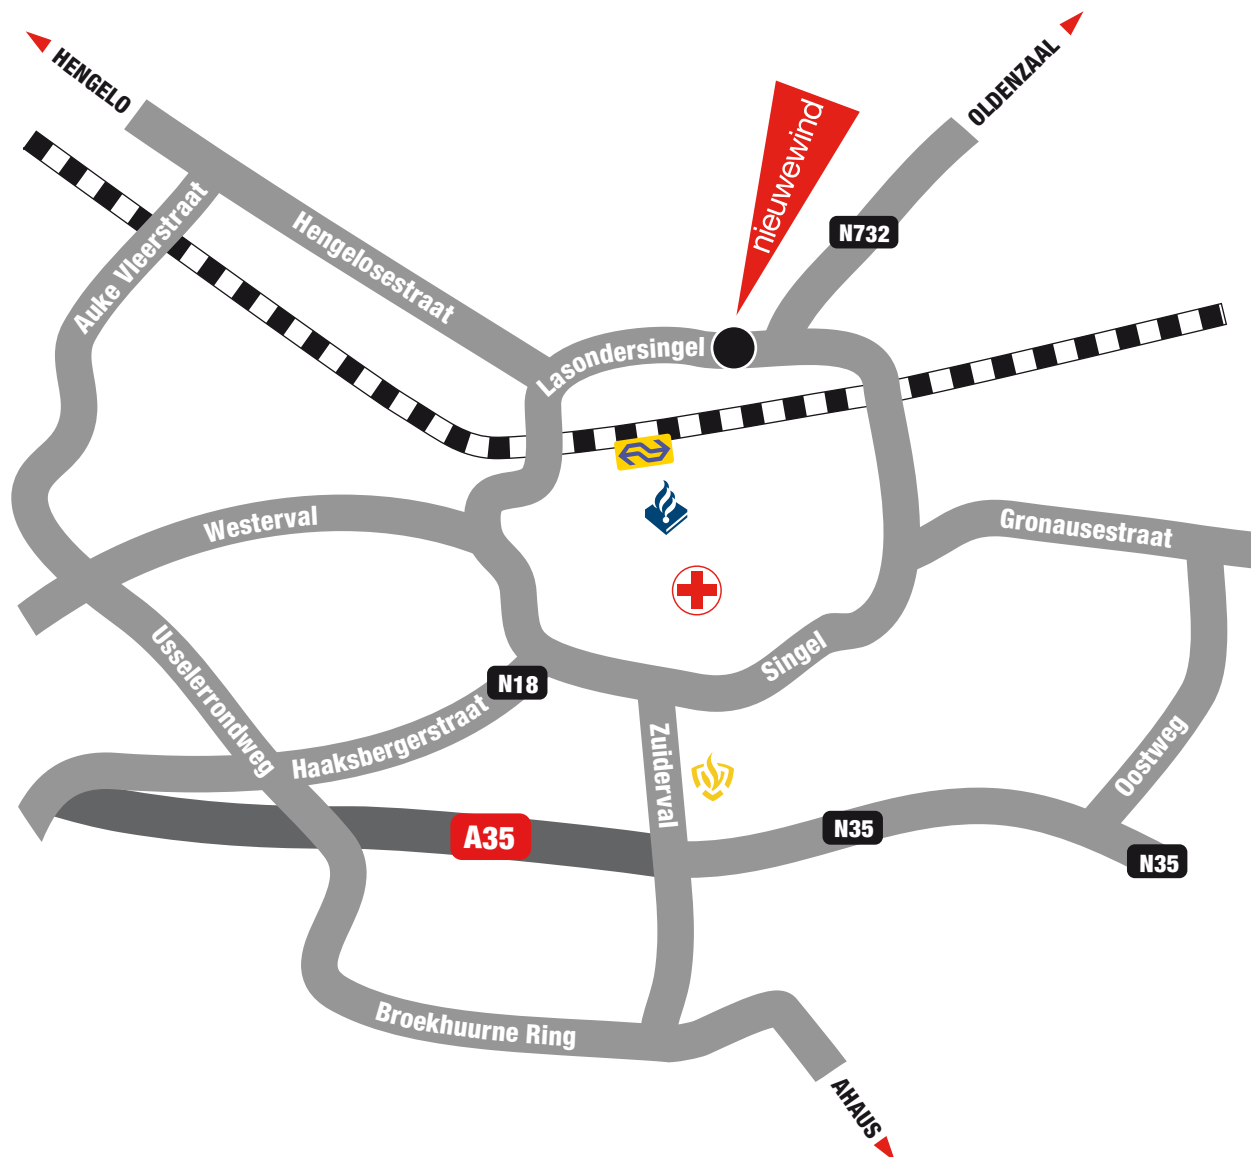 HENGELO
OLDENZAAL
nieuwewind
N732
Auke Vleerstraat
Hengelosestraat
Lasondersingel
Westerval
Gronausestraat
Usselerrondweg
Singel
N18
Haaksbergerstraat
Zuiderval
Oostweg
A35
N35
N35
Broekhuurne Ring
AHAUS